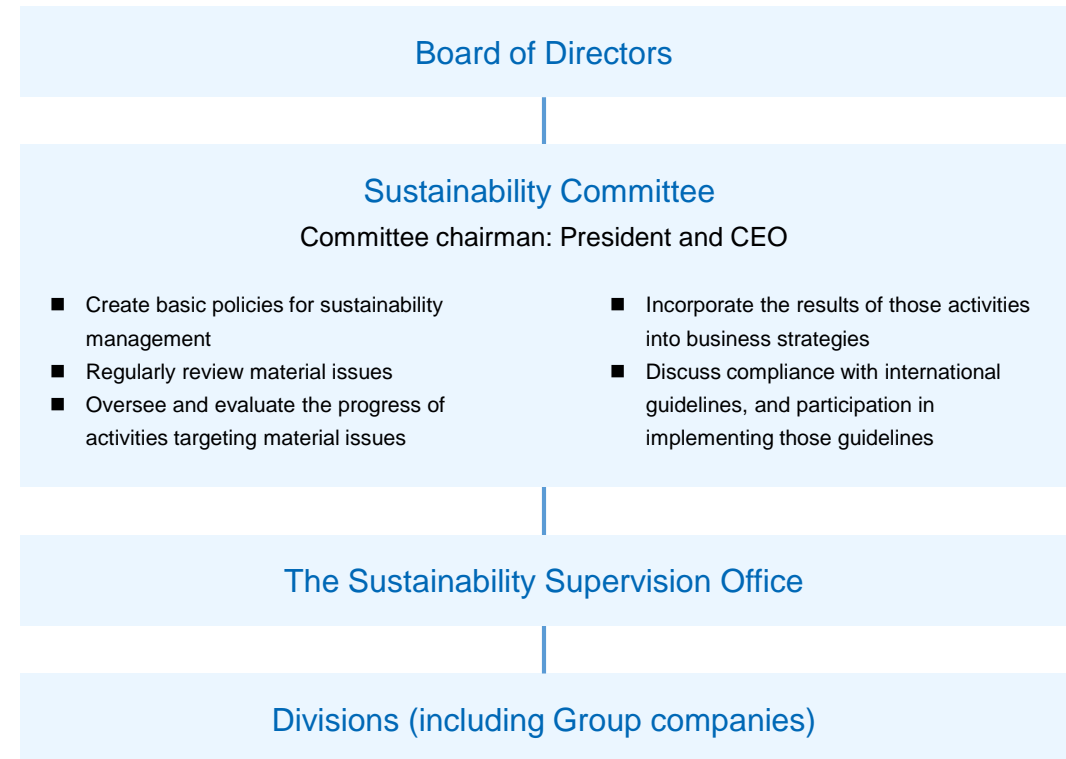 Board of Directors
Sustainability Committee
Committee chairman: President and CEO
■ Create basic policies for sustainability
management
■ Regularly review material issues
■ Oversee and evaluate the progress of
activities targeting material issues
■ Incorporate the results of those activities
into business strategies
■ Discuss compliance with international
guidelines, and participation in
implementing those guidelines
The Sustainability Supervision Office
Divisions (including Group companies)